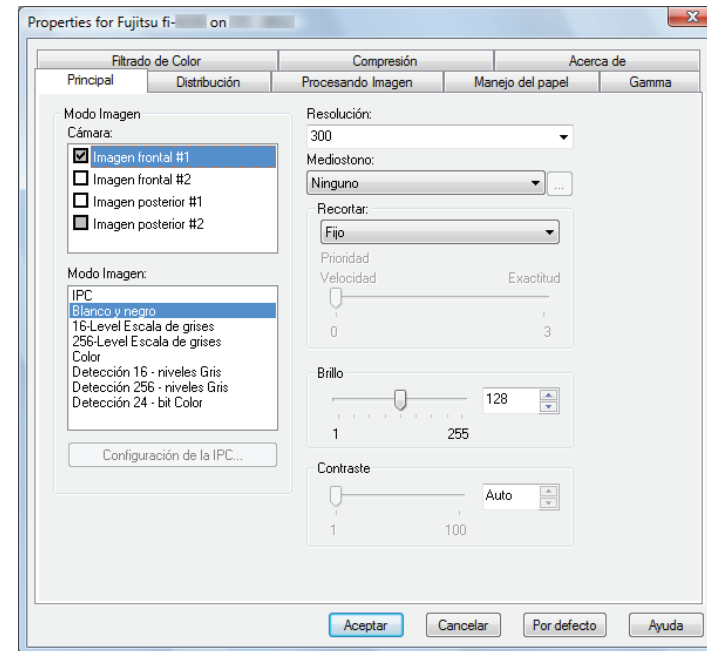 Properties for Fujitsu fi- on
Filtrado de Color Compresión Acerca de
Principal Distribución Procesando Imagen Manejo del papel Gamma
Modo Imagen
Cámara:
Imagen frontal #1
Imagen frontal #2
Imagen posterior #1
Imagen posterior #2
Modo Imagen:
IPC
Blanco y negro
16-Level Escala de grises
256-Level Escala de grises
Color
Detección 16 - niveles Gris
Detección 256 - niveles Gris
Detección 24 - bit Color
Configuración de la IPC...
Resolución:
300
Mediostono:
Ninguno ...
Recortar:
Fijo
Prioridad
Velocidad Exactitud
0 3
Brillo
128
1 255
Contraste
Auto
1 100
Aceptar Cancelar Por defecto Ayuda